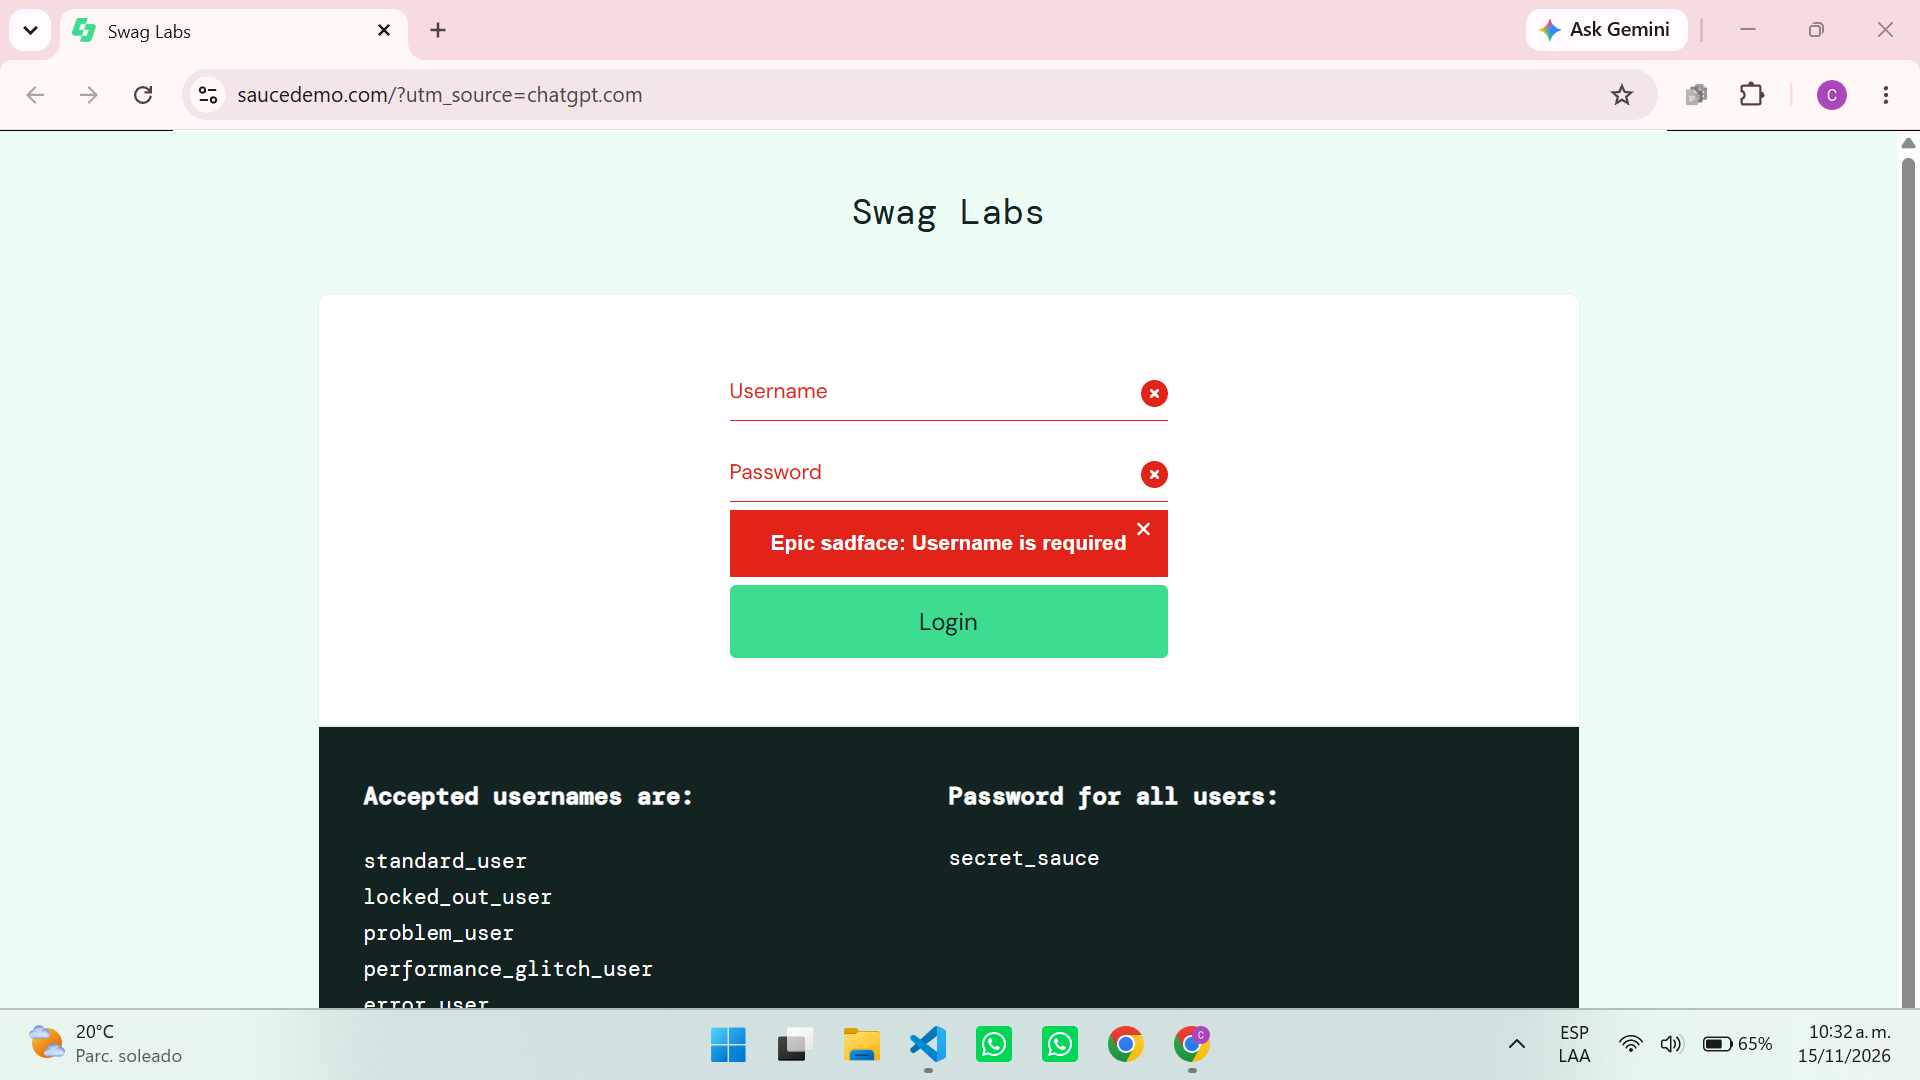 Swag Labs
Ask Gemini
saucedemo.com/?utm_source=chatgpt.com
C
Swag Labs
Username
Password
Epic sadface: Username is required
Login
Accepted usernames are:
standard_user
locked_out_user
problem_user
performance_glitch_user
error_user
Password for all users:
secret_sauce
20°C
Parc. soleado
C
ESP
LAA
65%
10:32 a. m.
15/11/2026